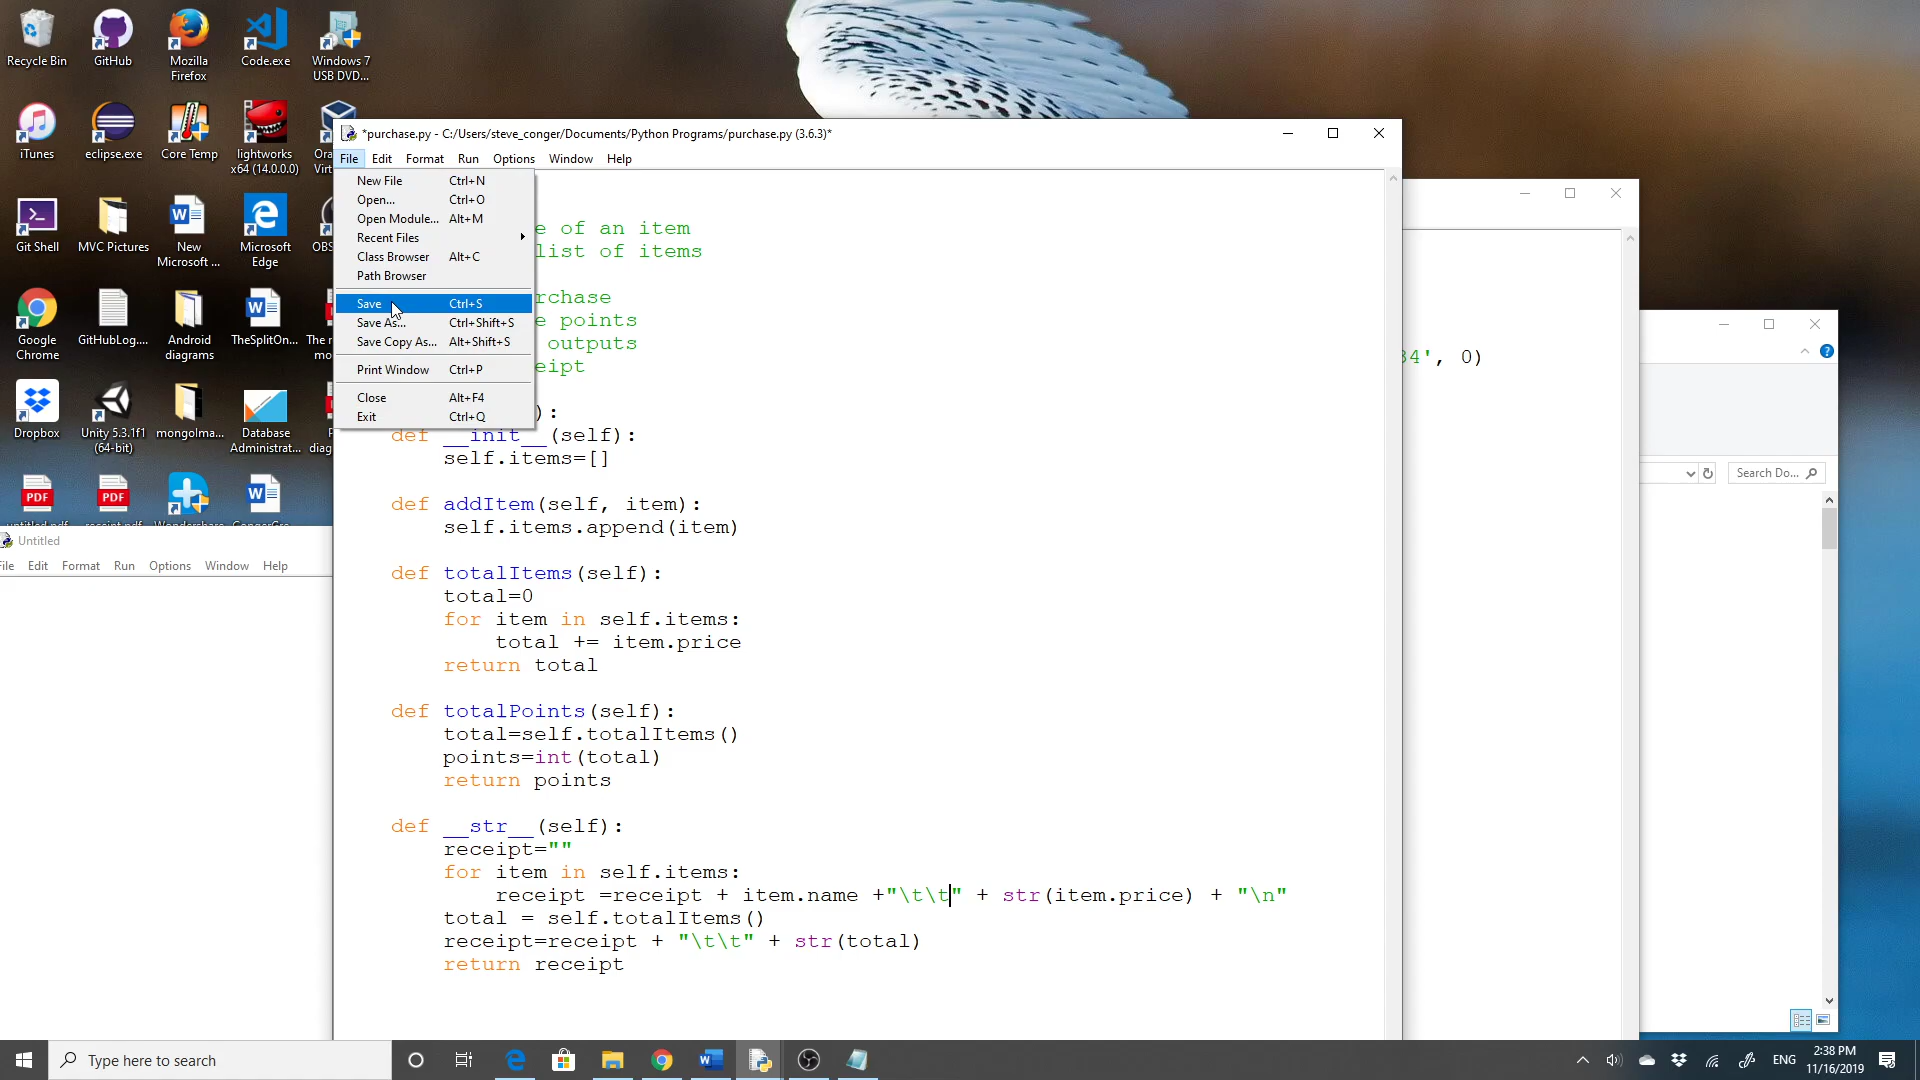 Recycle Bin
GitHub
Mozilla
Firefox
Code.exe
Windows 7
USB DVD...
iTunes
eclipse.exe
Core Temp
lightworks
x64 (14.0.0.0)
Git Shell
MVC Pictures
New
Microsoft ...
Microsoft
Edge
Google
Chrome
GitHubLog....
Android
diagrams
TheSplitOn...
Dropbox
Unity 5.3.1f1
(64-bit)
mongolma...
Database
Administrat...
PDF
PDF
*purchase.py - C:/Users/steve_conger/Documents/Python Programs/purchase.py (3.6.3)*
File Edit Format Run Options Window Help
New File Ctrl+N
Open... Ctrl+O
Open Module... Alt+M
Recent Files
Class Browser Alt+C
Path Browser
Save Ctrl+S
Save As... Ctrl+Shift+S
Save Copy As... Alt+Shift+S
Print Window Ctrl+P
Close Alt+F4
Exit Ctrl+Q
e of an item
list of items
rchase
e points
outputs
eipt
):
def __init__(self):
self.items=[]
def addItem(self, item):
self.items.append(item)
def totalItems(self):
total=0
for item in self.items:
total += item.price
return total
def totalPoints(self):
total=self.totalItems()
points=int(total)
return points
def __str__(self):
receipt=""
for item in self.items:
receipt =receipt + item.name +"\t\t" + str(item.price) + "\n"
total = self.totalItems()
receipt=receipt + "\t\t" + str(total)
return receipt
Untitled
File Edit Format Run Options Window Help
34', 0)
Search Do...
Type here to search
ENG
2:38 PM
11/16/2019